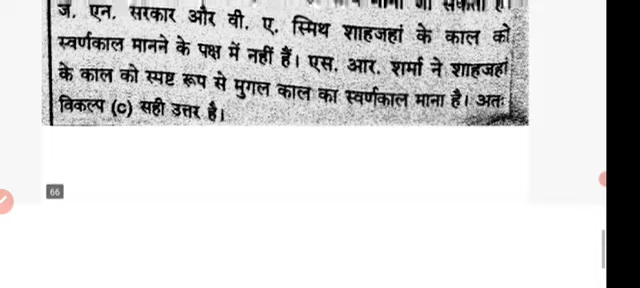 जे. एन. सरकार और वी. ए. स्मिथ शाहजहां के काल को
स्वर्णकाल मानने के पक्ष में नहीं हैं। एस. आर. शर्मा ने शाहजहां
के काल को स्पष्ट रूप से मुगल काल का स्वर्णकाल माना है। अतः
विकल्प (c) सही उत्तर है।
66